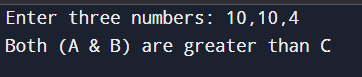 Enter three numbers: 10,10,4
Both (A & B) are greater than C